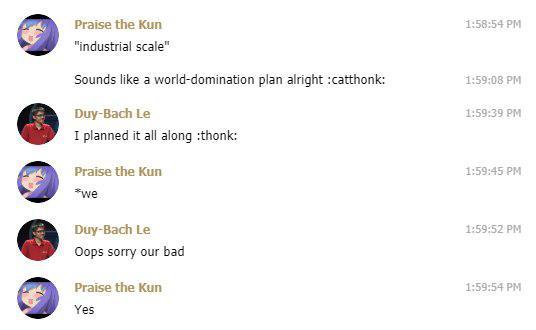 Praise the Kun 1:58:54 PM
"industrial scale"
Sounds like a world-domination plan alright :catthonk: 1:59:08 PM
Duy-Bach Le 1:59:39 PM
I planned it all along :thonk:
Praise the Kun 1:59:45 PM
*we
Duy-Bach Le 1:59:52 PM
Oops sorry our bad
Praise the Kun 1:59:54 PM
Yes